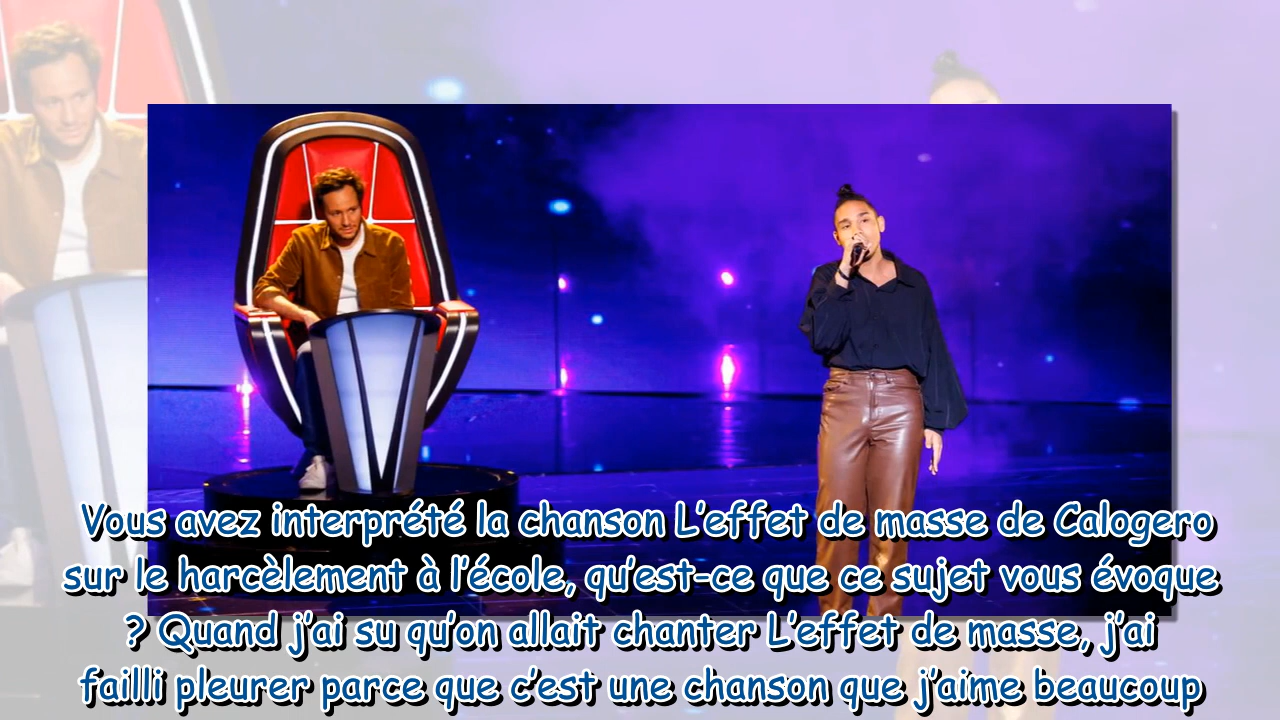 Vous avez interprété la chanson L'effet de masse de Calogero
sur le harcèlement à l'école, qu'est-ce que ce sujet vous évoque
? Quand j'ai su qu'on allait chanter L'effet de masse, j'ai
failli pleurer parce que c'est une chanson que j'aime beaucoup